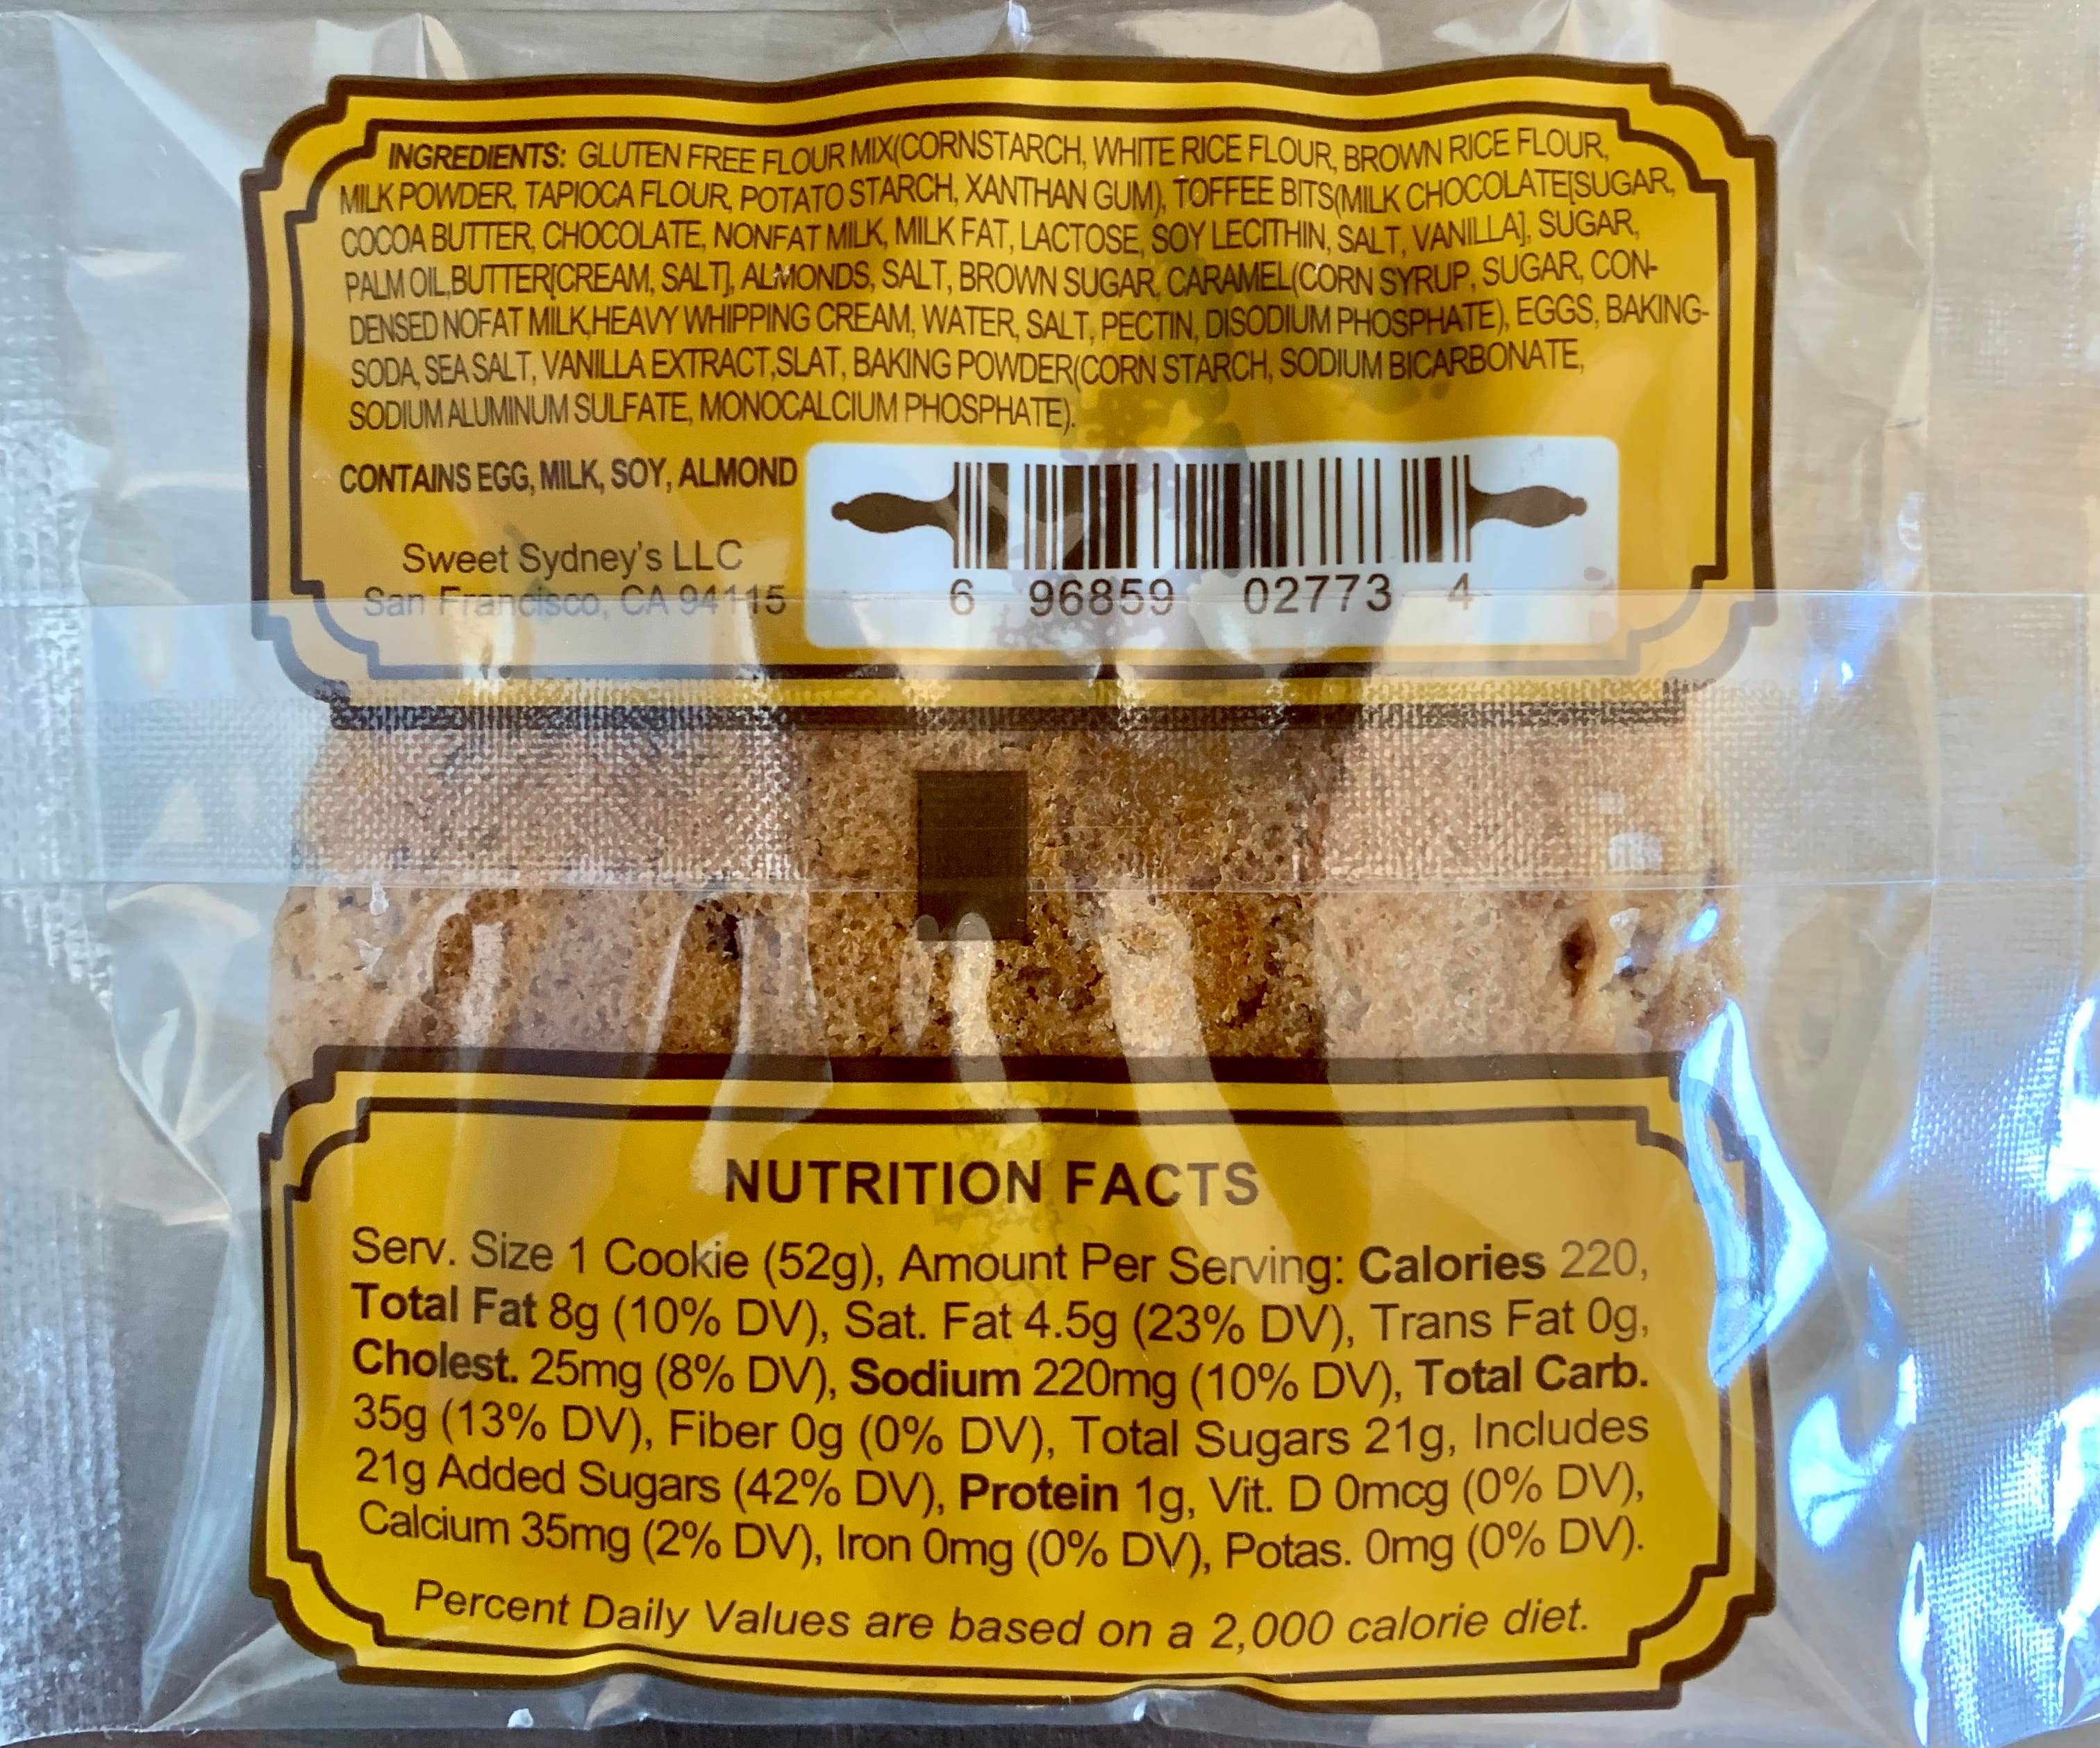 INGREDIENTS: GLUTEN FREE FLOUR MIX(CORNSTARCH, WHITE RICE FLOUR, BROWN RICE FLOUR,
MILK POWDER, TAPIOCA FLOUR, POTATO STARCH, XANTHAN GUM), TOFFEE BITS(MILK CHOCOLATE[SUGAR,
COCOA BUTTER, CHOCOLATE, NONFAT MILK, MILK FAT, LACTOSE, SOY LECITHIN, SALT, VANILLA], SUGAR,
PALM OIL,BUTTER[CREAM, SALT], ALMONDS, SALT, BROWN SUGAR, CARAMEL(CORN SYRUP, SUGAR, CON-
DENSED NOFAT MILK,HEAVY WHIPPING CREAM, WATER, SALT, PECTIN, DISODIUM PHOSPHATE), EGGS, BAKING-
SODA, SEA SALT, VANILLA EXTRACT,SLAT, BAKING POWDER(CORN STARCH, SODIUM BICARBONATE,
SODIUM ALUMINUM SULFATE, MONOCALCIUM PHOSPHATE).
CONTAINS EGG, MILK, SOY, ALMOND
Sweet Sydney's LLC
San Francisco, CA 94115
6 96859 02773 4
NUTRITION FACTS
Serv. Size 1 Cookie (52g), Amount Per Serving: Calories 220,
Total Fat 8g (10% DV), Sat. Fat 4.5g (23% DV), Trans Fat 0g,
Cholest. 25mg (8% DV), Sodium 220mg (10% DV), Total Carb.
35g (13% DV), Fiber 0g (0% DV), Total Sugars 21g, Includes
21g Added Sugars (42% DV), Protein 1g, Vit. D 0mcg (0% DV),
Calcium 35mg (2% DV), Iron 0mg (0% DV), Potas. 0mg (0% DV).
Percent Daily Values are based on a 2,000 calorie diet.